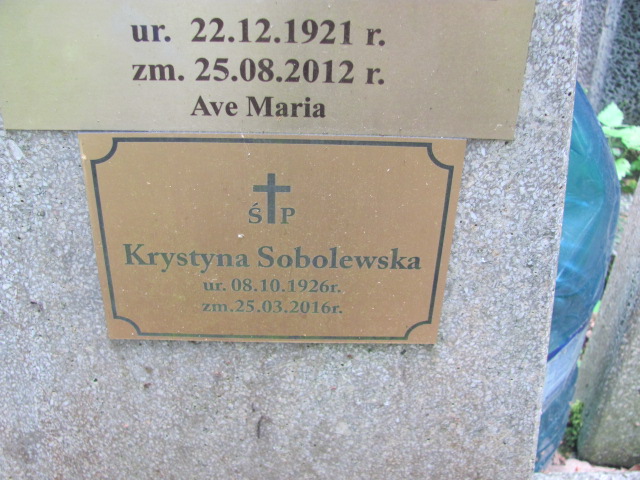 ur. 22.12.1921 r.
zm. 25.08.2012 r.
Ave Maria
Ś P
Krystyna Sobolewska
ur. 08.10.1926r.
zm.25.03.2016r.